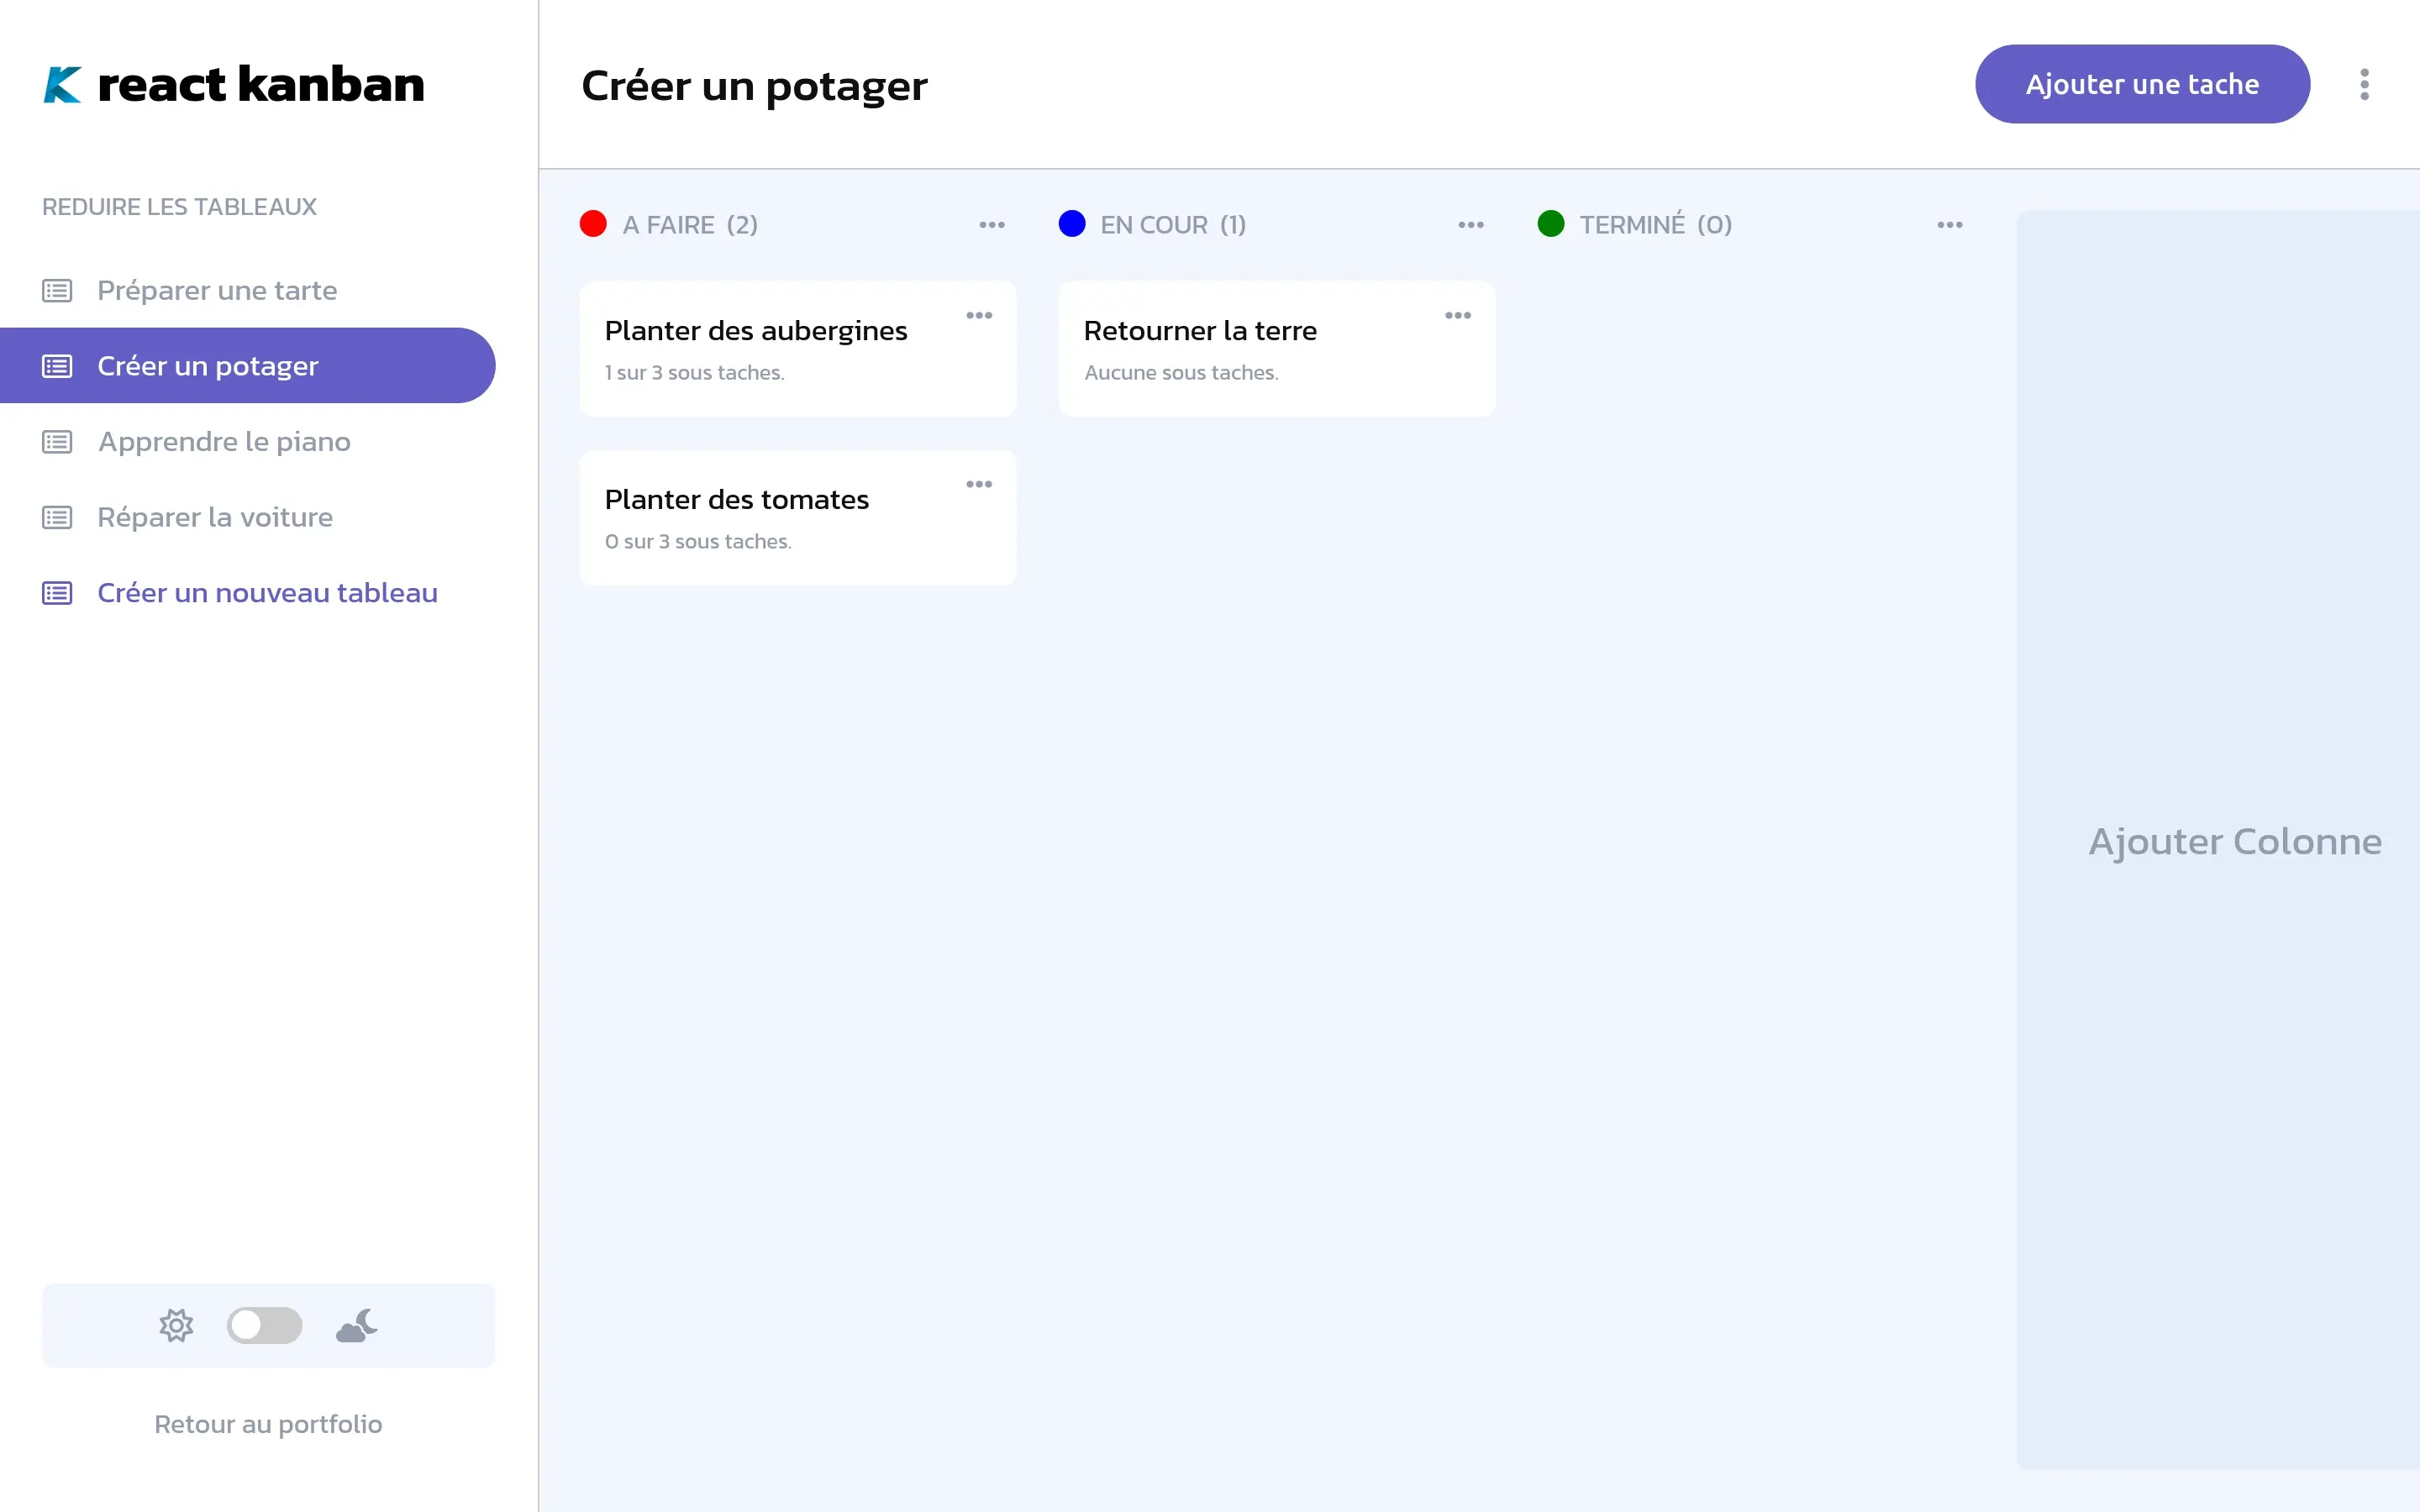 react kanban
REDUIRE LES TABLEAUX
Préparer une tarte
Créer un potager
Apprendre le piano
Réparer la voiture
Créer un nouveau tableau
Retour au portfolio
Créer un potager
Ajouter une tache
A FAIRE (2)
Planter des aubergines
1 sur 3 sous taches.
Planter des tomates
0 sur 3 sous taches.
EN COUR (1)
Retourner la terre
Aucune sous taches.
TERMINÉ (0)
Ajouter Colonne